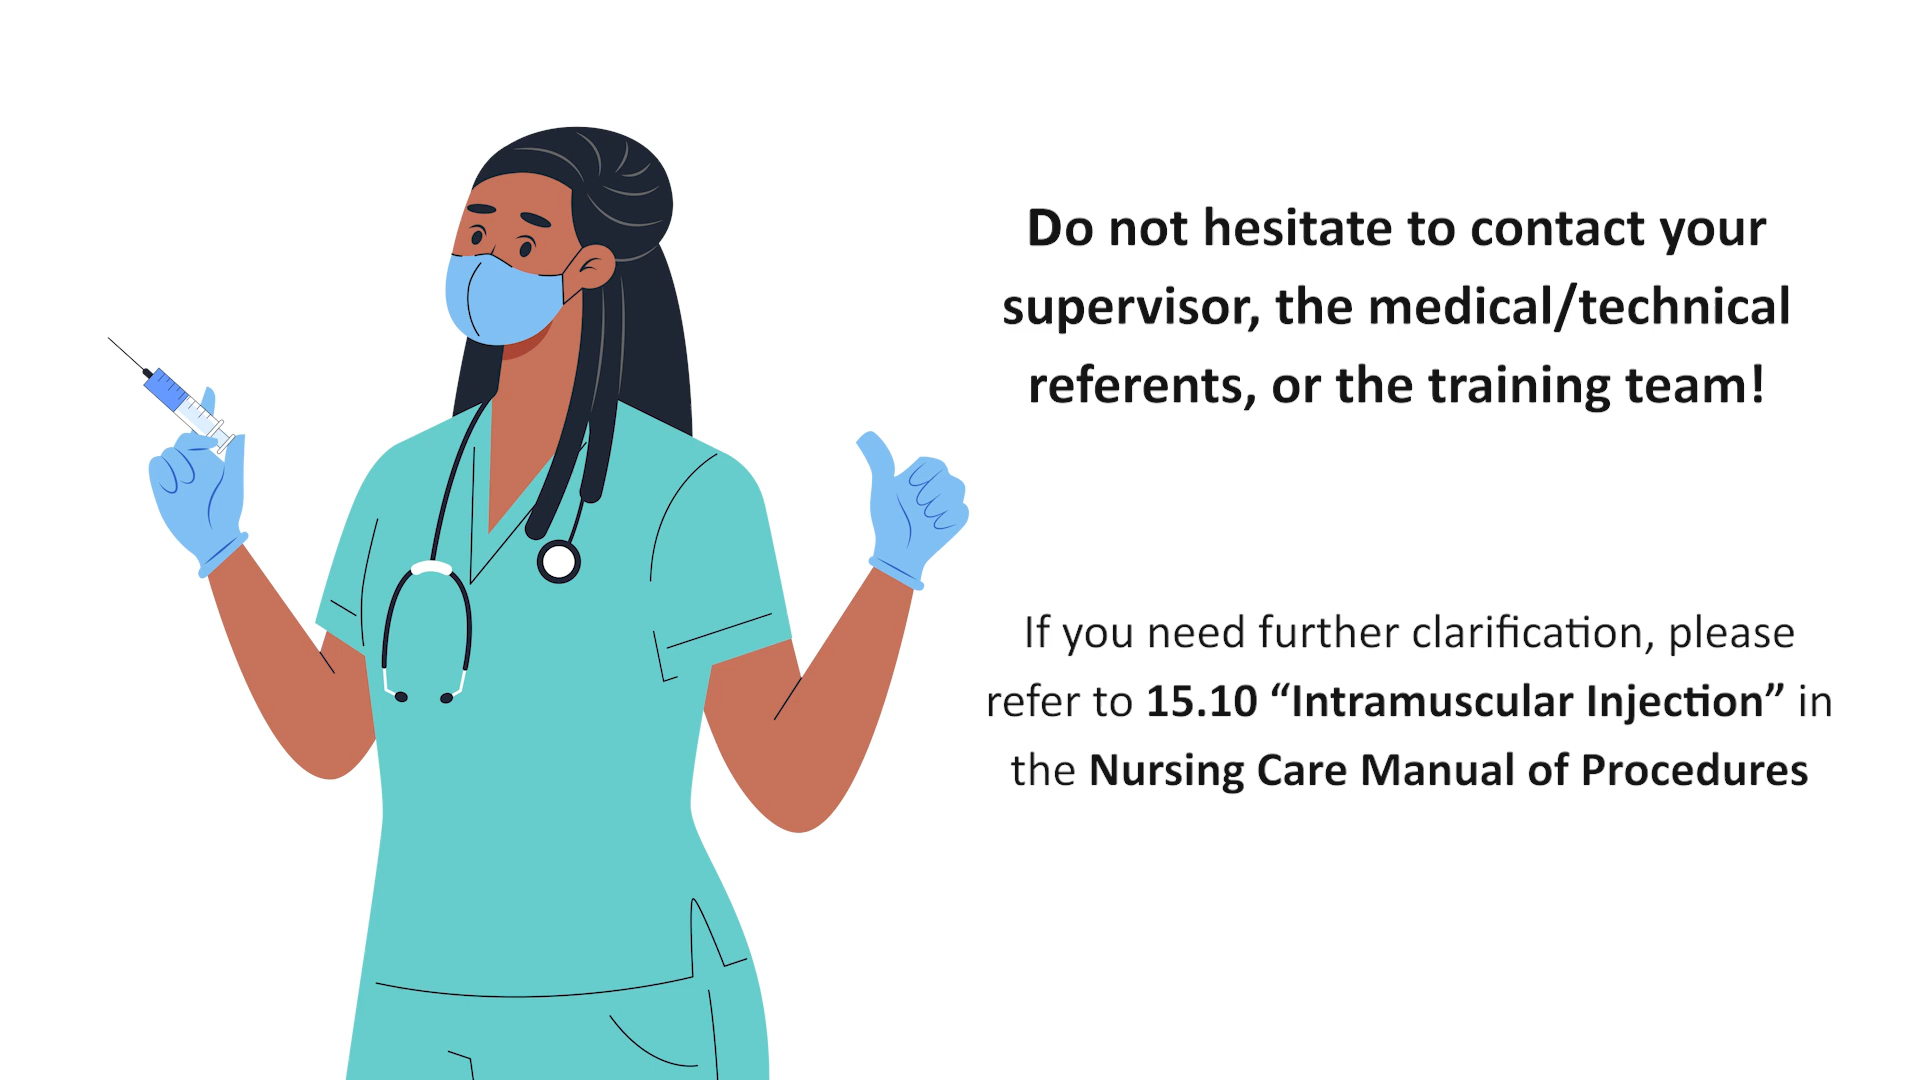 Do not hesitate to contact your
supervisor, the medical/technical
referents, or the training team!
If you need further clarification, please
refer to 15.10 “Intramuscular Injection” in
the Nursing Care Manual of Procedures